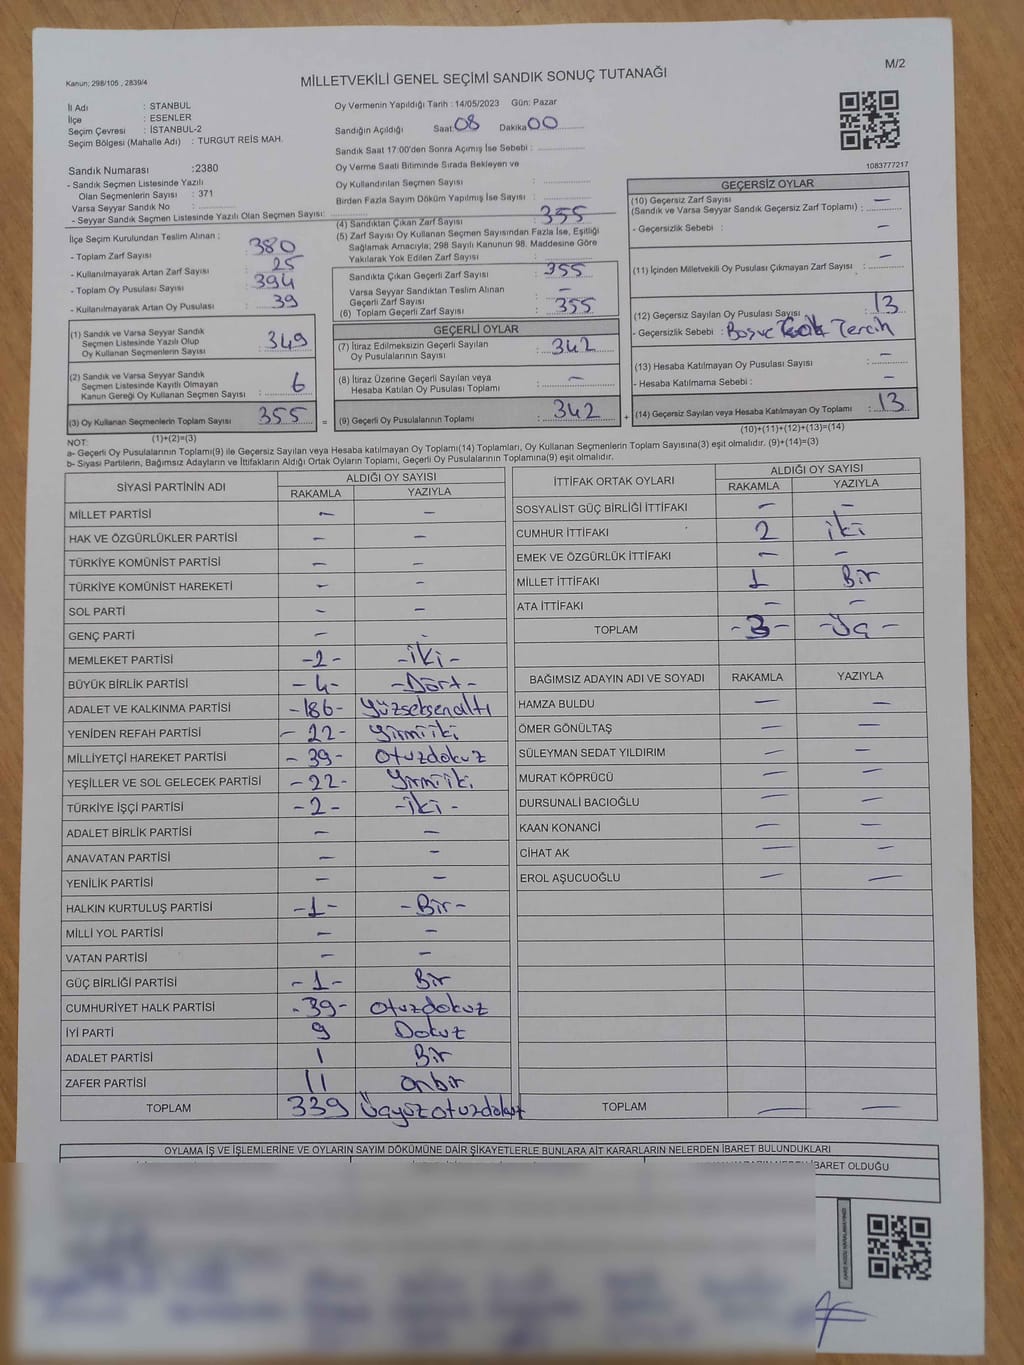 M/2
Kanun; 298/105 , 2839/4
MİLLETVEKİLİ GENEL SEÇİMİ SANDIK SONUÇ TUTANAĞI
İl Adı : STANBUL
İlçe : ESENLER
Seçim Çevresi : İSTANBUL-2
Seçim Bölgesi (Mahalle Adı) : TURGUT REİS MAH.
Sandık Numarası :2380
- Sandık Seçmen Listesinde Yazılı
Olan Seçmenlerin Sayısı : 371
Varsa Seyyar Sandık No :
- Seyyar Sandık Seçmen Listesinde Yazılı Olan Seçmen Sayısı:
Oy Vermenin Yapıldığı Tarih : 14/05/2023 Gün: Pazar
Sandığın Açıldığı Saat 08 Dakika 00
Sandık Saat 17:00'den Sonra Açımış İse Sebebi :
Oy Verme Saati Bitiminde Sırada Bekleyen ve
Oy Kullandırılan Seçmen Sayısı :
Birden Fazla Sayım Döküm Yapılmış İse Sayısı :
1083777217
İlçe Seçim Kurulundan Teslim Alınan :
- Toplam Zarf Sayısı : 380
- Kullanılmayarak Artan Zarf Sayısı : 25
- Toplam Oy Pusulası Sayısı : 394
- Kullanılmayarak Artan Oy Pusulası : 39
(1) Sandık ve Varsa Seyyar Sandık
Seçmen Listesinde Yazılı Olup
Oy Kullanan Seçmenlerin Sayısı : 349
(2) Sandık ve Varsa Seyyar Sandık
Seçmen Listesinde Kayıtlı Olmayan
Kanun Gereği Oy Kullanan Seçmen Sayısı : 6
(3) Oy Kullanan Seçmenlerin Toplam Sayısı : 355
(1)+(2)=(3)
(4) Sandıktan Çıkan Zarf Sayısı : 355
(5) Zarf Sayısı Oy Kullanan Seçmen Sayısından Fazla İse, Eşitliği
Sağlamak Amacıyla; 298 Sayılı Kanunun 98. Maddesine Göre
Yakılarak Yok Edilen Zarf Sayısı :
Sandıkta Çıkan Geçerli Zarf Sayısı : 355
Varsa Seyyar Sandıktan Teslim Alınan
Geçerli Zarf Sayısı : –
(6) Toplam Geçerli Zarf Sayısı : 355
GEÇERLİ OYLAR
(7) İtiraz Edilmeksizin Geçerli Sayılan
Oy Pusulalarının Sayısı : 342
(8) İtiraz Üzerine Geçerli Sayılan veya
Hesaba Katılan Oy Pusulası Toplamı : –
= (9) Geçerli Oy Pusulalarının Toplamı : 342 +
GEÇERSİZ OYLAR
(10) Geçersiz Zarf Sayısı
(Sandık ve Varsa Seyyar Sandık Geçersiz Zarf Toplamı) : –
- Geçersizlik Sebebi : –
(11) İçinden Milletvekili Oy Pusulası Çıkmayan Zarf Sayısı : –
(12) Geçersiz Sayılan Oy Pusulası Sayısı : 13
- Geçersizlik Sebebi : Tercih
(13) Hesaba Katılmayan Oy Pusulası Sayısı : –
- Hesaba Katılmama Sebebi : –
(14) Geçersiz Sayılan veya Hesaba Katılmayan Oy Toplamı : 13
(10)+(11)+(12)+(13)=(14)
NOT:
a- Geçerli Oy Pusulaların Toplamı(9) ile Geçersiz Sayılan veya Hesaba katılmayan Oy Toplamı(14) Toplamları, Oy Kullanan Seçmenlerin Toplam Sayısına(3) eşit olmalıdır. (9)+(14)=(3)
b- Siyasi Partilerin, Bağımsız Adayların ve İttifakların Aldığı Ortak Oyların Toplamı, Geçerli Oy Pusulalarının Toplamına(9) eşit olmalıdır.
SİYASİ PARTİNİN ADI ALDIĞI OY SAYISI
RAKAMLA YAZIYLA
MİLLET PARTİSİ – –
HAK VE ÖZGÜRLÜKLER PARTİSİ – –
TÜRKİYE KOMÜNİST PARTİSİ – –
TÜRKİYE KOMÜNİST HAREKETİ – –
SOL PARTİ – –
GENÇ PARTİ – -
MEMLEKET PARTİSİ -2- -İki-
BÜYÜK BİRLİK PARTİSİ -4- -Dört-
ADALET VE KALKINMA PARTİSİ -186- Yüzseksenaltı
YENİDEN REFAH PARTİSİ -22- Yirmiiki
MİLLİYETÇİ HAREKET PARTİSİ -39- Otuzdokuz
YEŞİLLER VE SOL GELECEK PARTİSİ -22- Yirmiiki
TÜRKİYE İŞÇİ PARTİSİ -2- -İki-
ADALET BİRLİK PARTİSİ – –
ANAVATAN PARTİSİ – –
YENİLİK PARTİSİ – –
HALKIN KURTULUŞ PARTİSİ -1- -Bir-
MİLLİ YOL PARTİSİ – –
VATAN PARTİSİ – –
GÜÇ BİRLİĞİ PARTİSİ -1- Bir
CUMHURİYET HALK PARTİSİ -39- Otuzdokuz
İYİ PARTİ 9 Dokuz
ADALET PARTİSİ 1 Bir
ZAFER PARTİSİ 11 Onbir
TOPLAM 339 Üçyüzotuzdokuz
İTTİFAK ORTAK OYLARI ALDIĞI OY SAYISI
RAKAMLA YAZIYLA
SOSYALİST GÜÇ BİRLİĞİ İTTİFAKI – –
CUMHUR İTTİFAKI 2 iki
EMEK VE ÖZGÜRLÜK İTTİFAKI – –
MİLLET İTTİFAKI 1 Bir
ATA İTTİFAKI – –
TOPLAM -3- -Üç-
BAĞIMSIZ ADAYIN ADI VE SOYADI RAKAMLA YAZIYLA
HAMZA BULDU – –
ÖMER GÖNÜLTAŞ – –
SÜLEYMAN SEDAT YILDIRIM – –
MURAT KÖPRÜCÜ – –
DURSUNALİ BACIOĞLU – –
KAAN KONANCİ – –
CİHAT AK – –
EROL AŞUCUOĞLU – –
TOPLAM – –
OYLAMA İŞ VE İŞLEMLERİNE VE OYLARIN SAYIM DÖKÜMÜNE DAİR ŞİKAYETLERLE BUNLARA AİT KARARLARIN NELERDEN İBARET BULUNDUKLARI
İBARET OLDUĞU